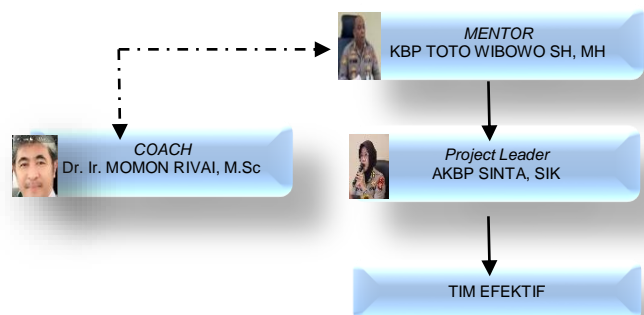 MENTOR
KBP TOTO WIBOWO SH, MH
COACH
Dr. Ir. MOMON RIVAI, M.Sc
Project Leader
AKBP SINTA, SIK
TIM EFEKTIF